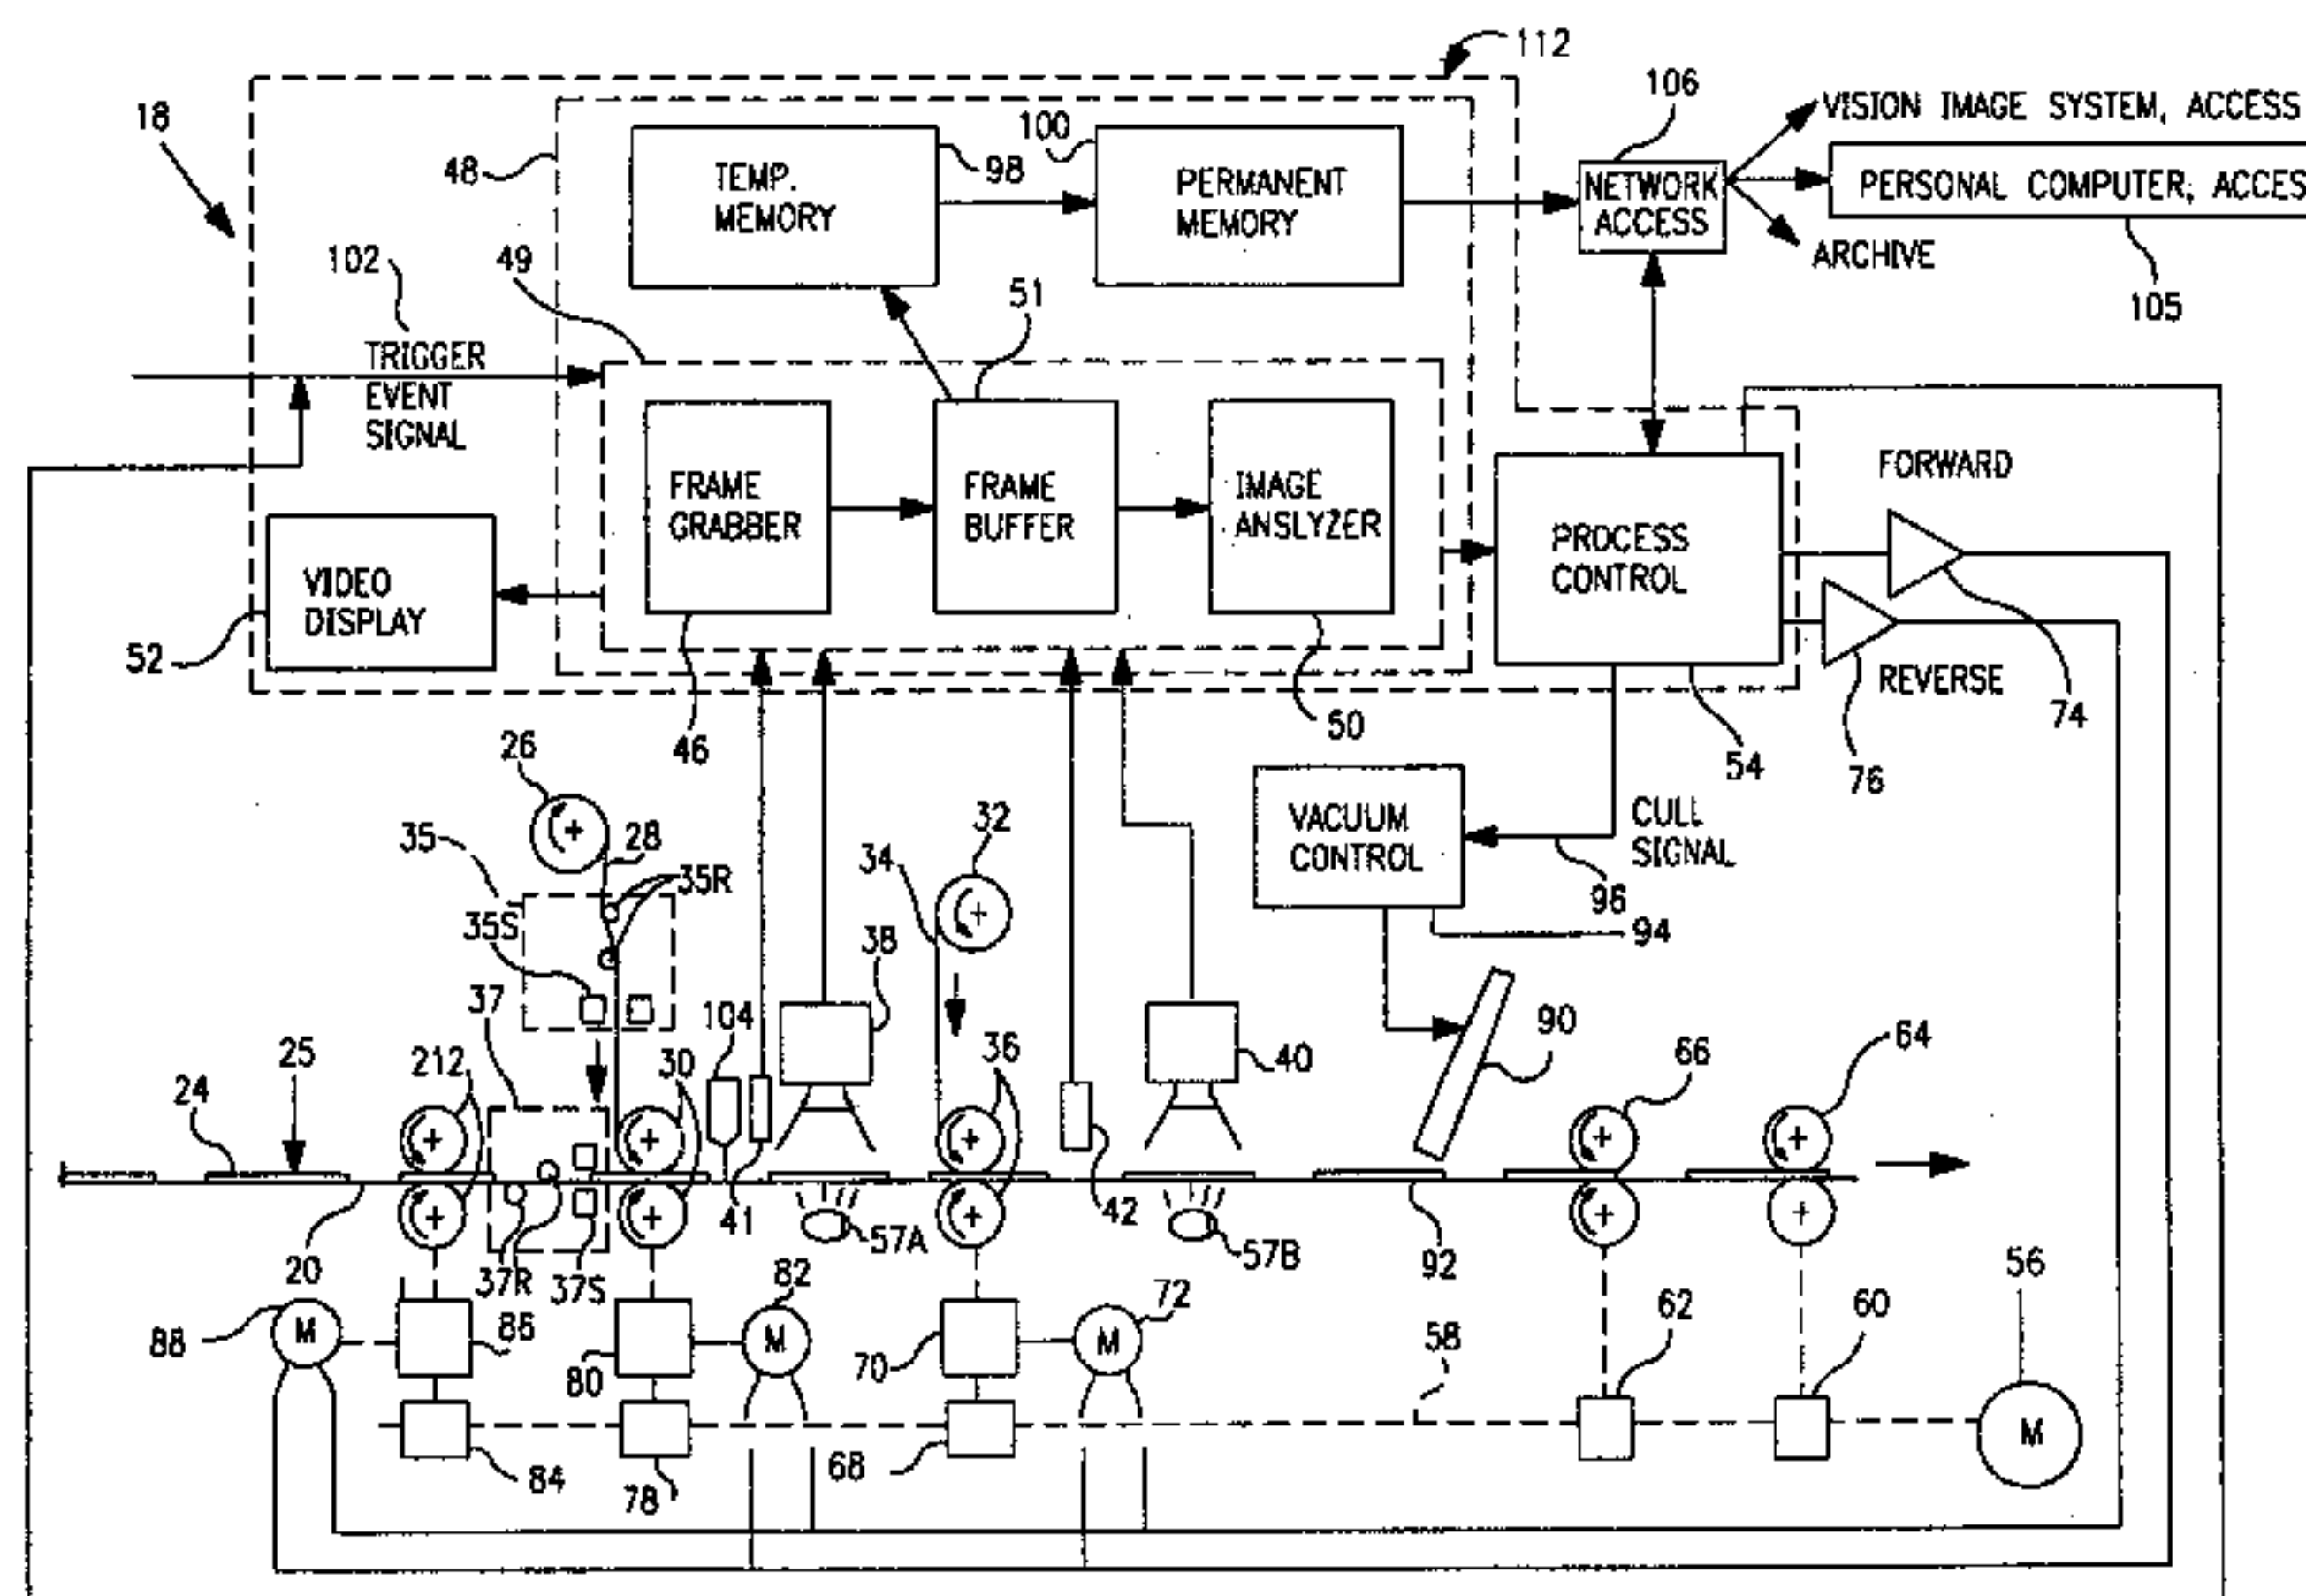 112
18
106
VISION IMAGE SYSTEM, ACCESS
48
TEMP.
MEMORY
98
100
PERMANENT
MEMORY
NETWORK
ACCESS
PERSONAL COMPUTER, ACCES
ARCHIVE
105
102
49
51
TRIGGER
EVENT
SIGNAL
FRAME
GRABBER
FRAME
BUFFER
IMAGE
ANSLYZER
PROCESS
CONTROL
FORWARD
REVERSE
74
76
54
VIDEO
DISPLAY
52
46
50
26
28
35
35R
35S
34
32
38
VACUUM
CONTROL
CULL
SIGNAL
96
94
37
104
25
24
212
30
36
40
90
66
64
20
37R
37S
41
57A
42
57B
92
88
M
86
80
82
M
70
72
M
58
62
60
56
M
84
78
68